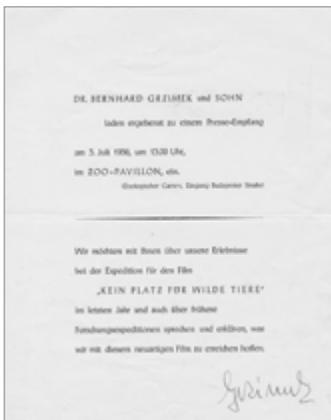 DR. BERNHARD GRZIMEK und SOHN
laden ergebenst zu einem Presse-Empfang
am 5. Juli 1956, um 15.00 Uhr,
im ZOO-PAVILLON, ein.
(Zoologischer Garten, Eingang Budapester Straße)
Wir möchten mit Ihnen über unsere Erlebnisse
bei der Expedition für den Film
„KEIN PLATZ FÜR WILDE TIERE"
im letzten Jahr und auch über frühere
Forschungsexpeditionen sprechen und erklären, was
wir mit diesem neuartigen Film zu erreichen hoffen.
Grzimek